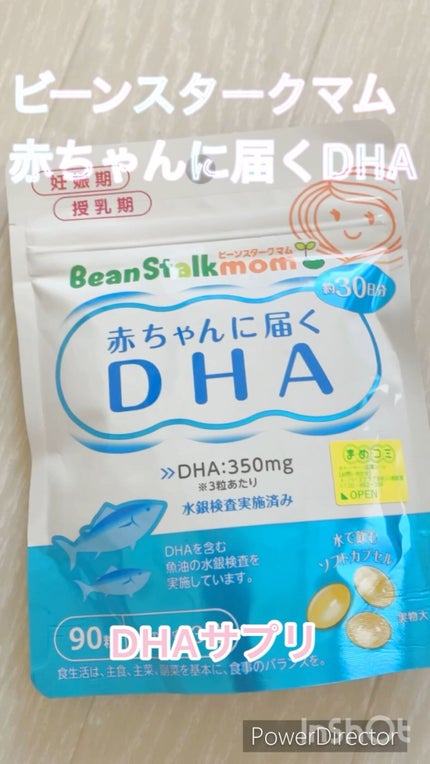 ビーンスタークマム
赤ちゃんに届くDHA
妊娠期
授乳期
ビーンスタークマム
BeanStalkmom
約30日分
赤ちゃんに届く
DHA
≫DHA:350mg
※3粒あたり
水銀検査実施済み
まめコミ
OPEN
DHAを含む
魚油の水銀検査を
実施しています。
水で飲む
ソフトカプセル
実物大
90粒
DHAサプリ
食生活は、主食、主菜、副菜を基本に、食事のバランスを。
InShOt
PowerDirector